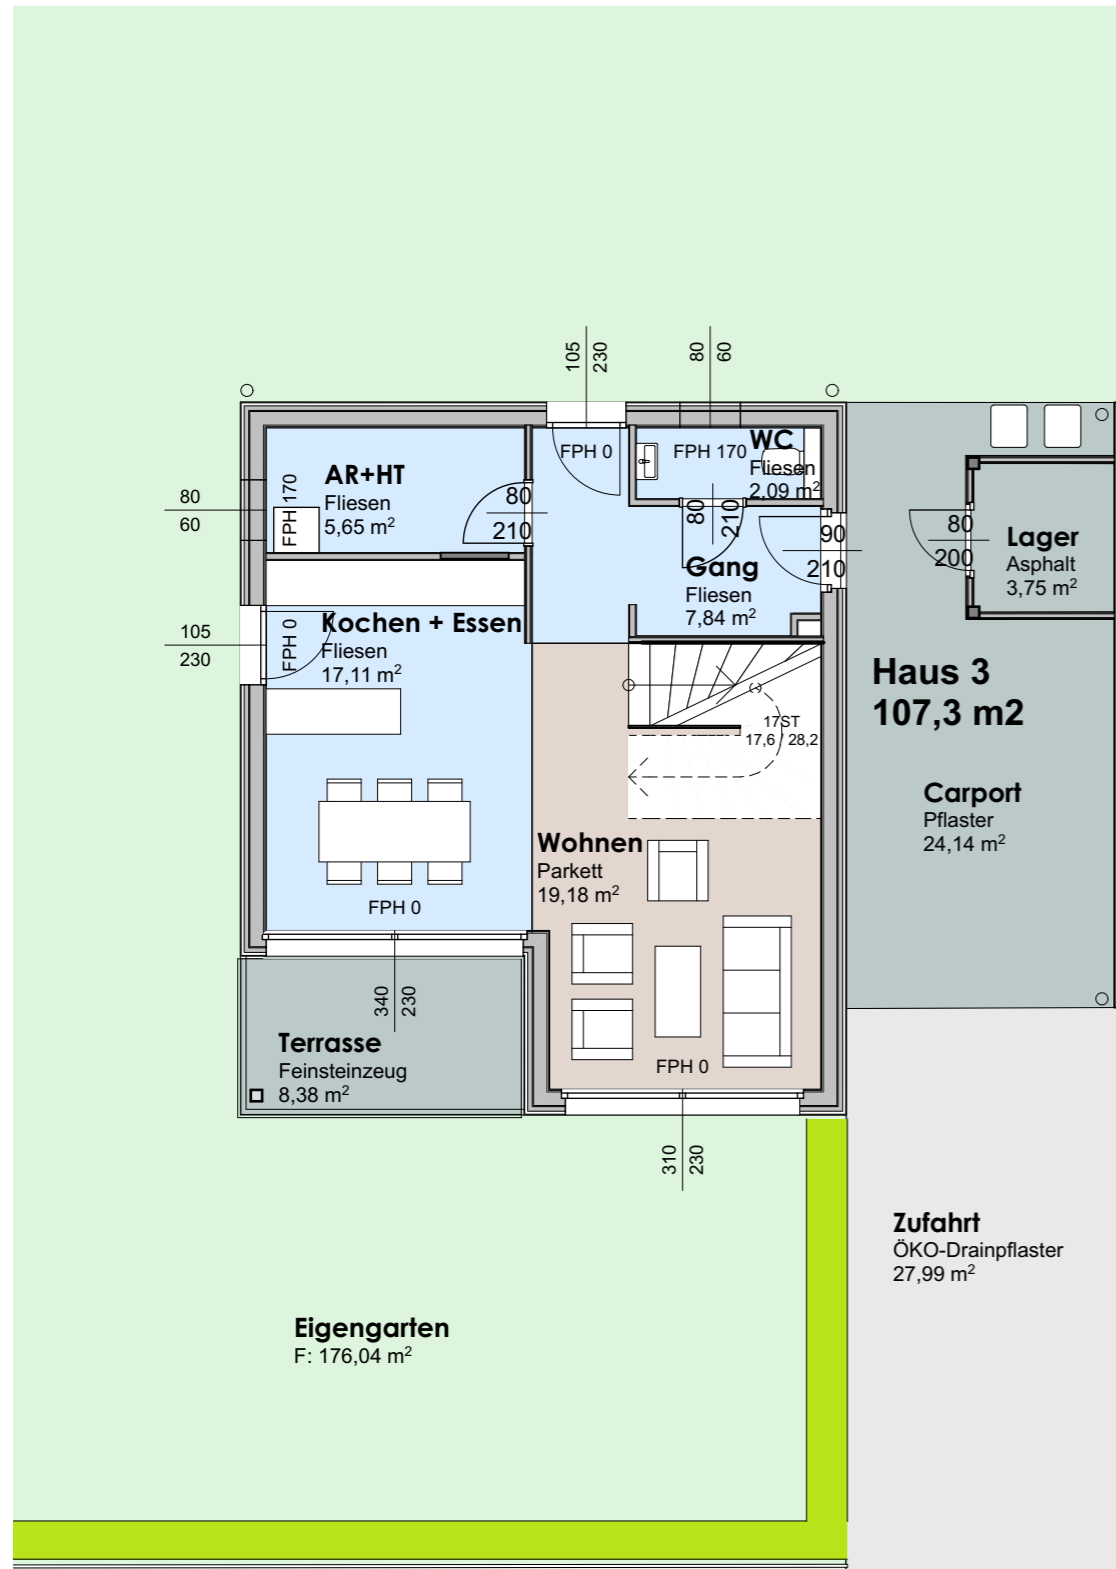 105
230
80
60
FPH 0
FPH 170
WC
Fliesen
2,09 m²
AR+HT
Fliesen
5,65 m²
FPH 170
80
60
80
210
80
210
90
210
80
200
Lager
Asphalt
3,75 m²
Gang
Fliesen
7,84 m²
105
230
FPH 0
Kochen + Essen
Fliesen
17,11 m²
Haus 3
107,3 m2
17ST
17,6 / 28,2
Carport
Pflaster
24,14 m²
Wohnen
Parkett
19,18 m²
FPH 0
340
230
Terrasse
Feinsteinzeug
8,38 m²
FPH 0
310
230
Zufahrt
ÖKO-Drainpflaster
27,99 m²
Eigengarten
F: 176,04 m²